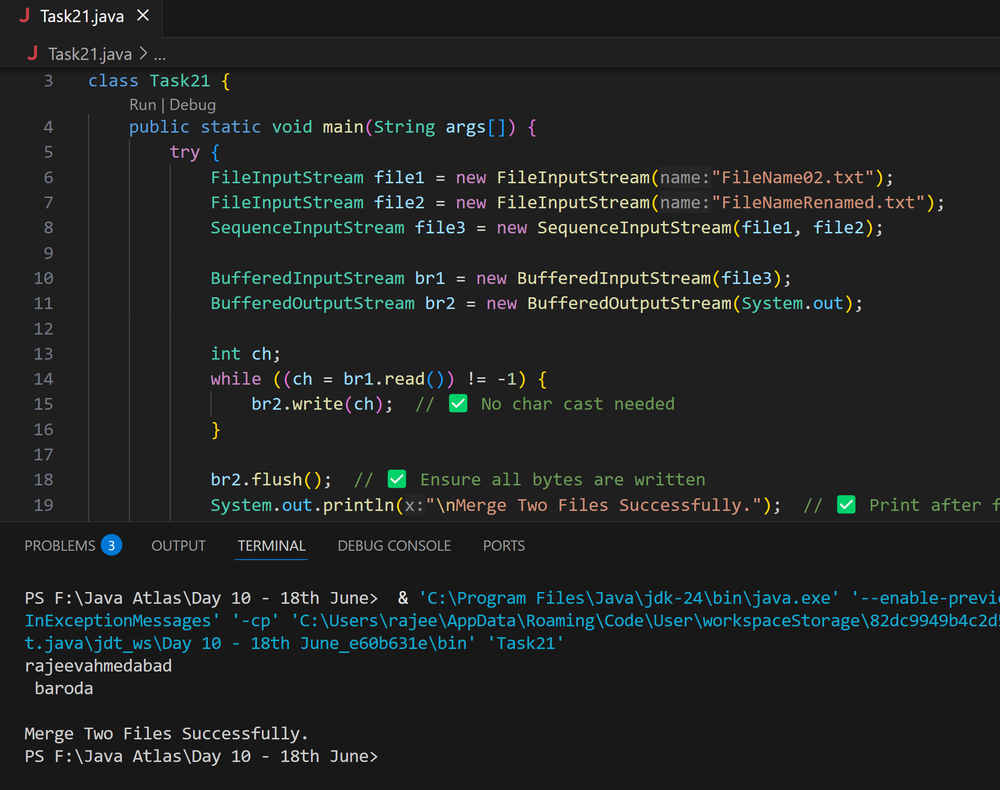 Task21.java
Task21.java > ...
3 class Task21 {
Run | Debug
4 public static void main(String args[]) {
5 try {
6 FileInputStream file1 = new FileInputStream(name:"FileName02.txt");
7 FileInputStream file2 = new FileInputStream(name:"FileNameRenamed.txt");
8 SequenceInputStream file3 = new SequenceInputStream(file1, file2);
9
10 BufferedInputStream br1 = new BufferedInputStream(file3);
11 BufferedOutputStream br2 = new BufferedOutputStream(System.out);
12
13 int ch;
14 while ((ch = br1.read()) != -1) {
15 br2.write(ch); // ✅ No char cast needed
16 }
17
18 br2.flush(); // ✅ Ensure all bytes are written
19 System.out.println(x:"\nMerge Two Files Successfully."); // ✅ Print after f
PROBLEMS 3 OUTPUT TERMINAL DEBUG CONSOLE PORTS
PS F:\Java Atlas\Day 10 - 18th June> & 'C:\Program Files\Java\jdk-24\bin\java.exe' '--enable-previ
InExceptionMessages' '-cp' 'C:\Users\rajee\AppData\Roaming\Code\User\workspaceStorage\82dc9949b4c2d
t.java\jdt_ws\Day 10 - 18th June_e60b631e\bin' 'Task21'
rajeevahmedabad
baroda
Merge Two Files Successfully.
PS F:\Java Atlas\Day 10 - 18th June>